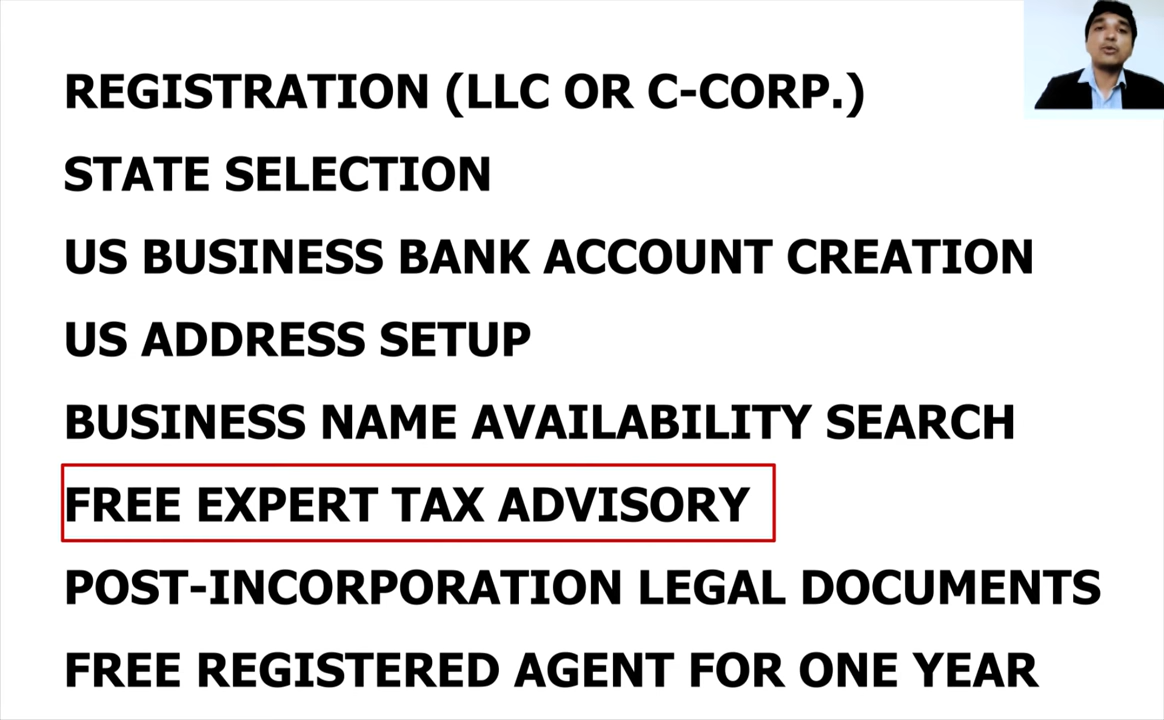 REGISTRATION (LLC OR C-CORP.)
STATE SELECTION
US BUSINESS BANK ACCOUNT CREATION
US ADDRESS SETUP
BUSINESS NAME AVAILABILITY SEARCH
FREE EXPERT TAX ADVISORY
POST-INCORPORATION LEGAL DOCUMENTS
FREE REGISTERED AGENT FOR ONE YEAR